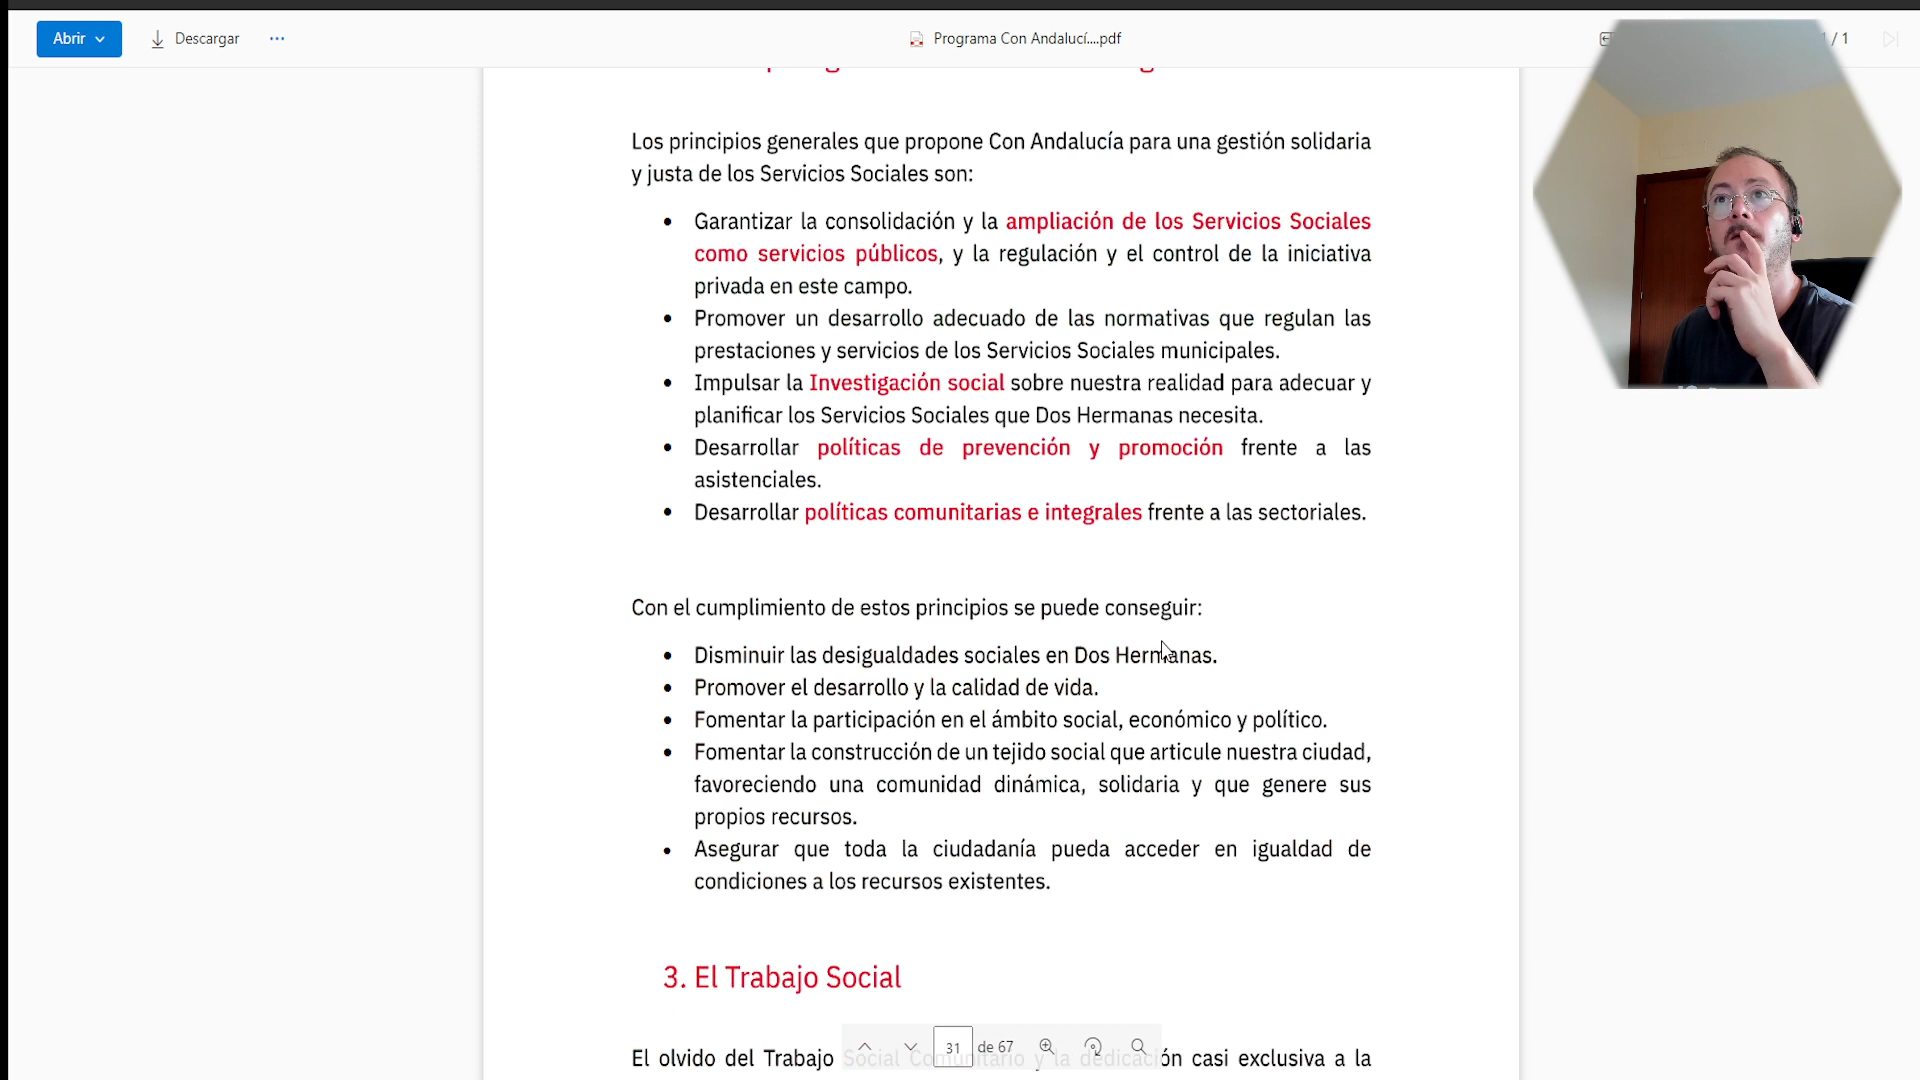 Abrir
Descargar
Programa Con Andalucí....pdf
/ 1
Los principios generales que propone Con Andalucía para una gestión solidaria
y justa de los Servicios Sociales son:
• Garantizar la consolidación y la ampliación de los Servicios Sociales
como servicios públicos, y la regulación y el control de la iniciativa
privada en este campo.
• Promover un desarrollo adecuado de las normativas que regulan las
prestaciones y servicios de los Servicios Sociales municipales.
• Impulsar la Investigación social sobre nuestra realidad para adecuar y
planificar los Servicios Sociales que Dos Hermanas necesita.
• Desarrollar políticas de prevención y promoción frente a las
asistenciales.
• Desarrollar políticas comunitarias e integrales frente a las sectoriales.
Con el cumplimiento de estos principios se puede conseguir:
• Disminuir las desigualdades sociales en Dos Hermanas.
• Promover el desarrollo y la calidad de vida.
• Fomentar la participación en el ámbito social, económico y político.
• Fomentar la construcción de un tejido social que articule nuestra ciudad,
favoreciendo una comunidad dinámica, solidaria y que genere sus
propios recursos.
• Asegurar que toda la ciudadanía pueda acceder en igualdad de
condiciones a los recursos existentes.
3. El Trabajo Social
El olvido del Trabajo Social Comunitario y la dedicación casi exclusiva a la
31 de 67